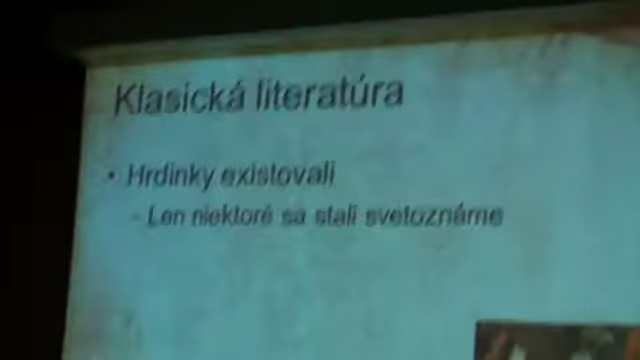 Klasická literatúra
• Hrdinky existovali
- Len niektoré sa stali svetoznáme